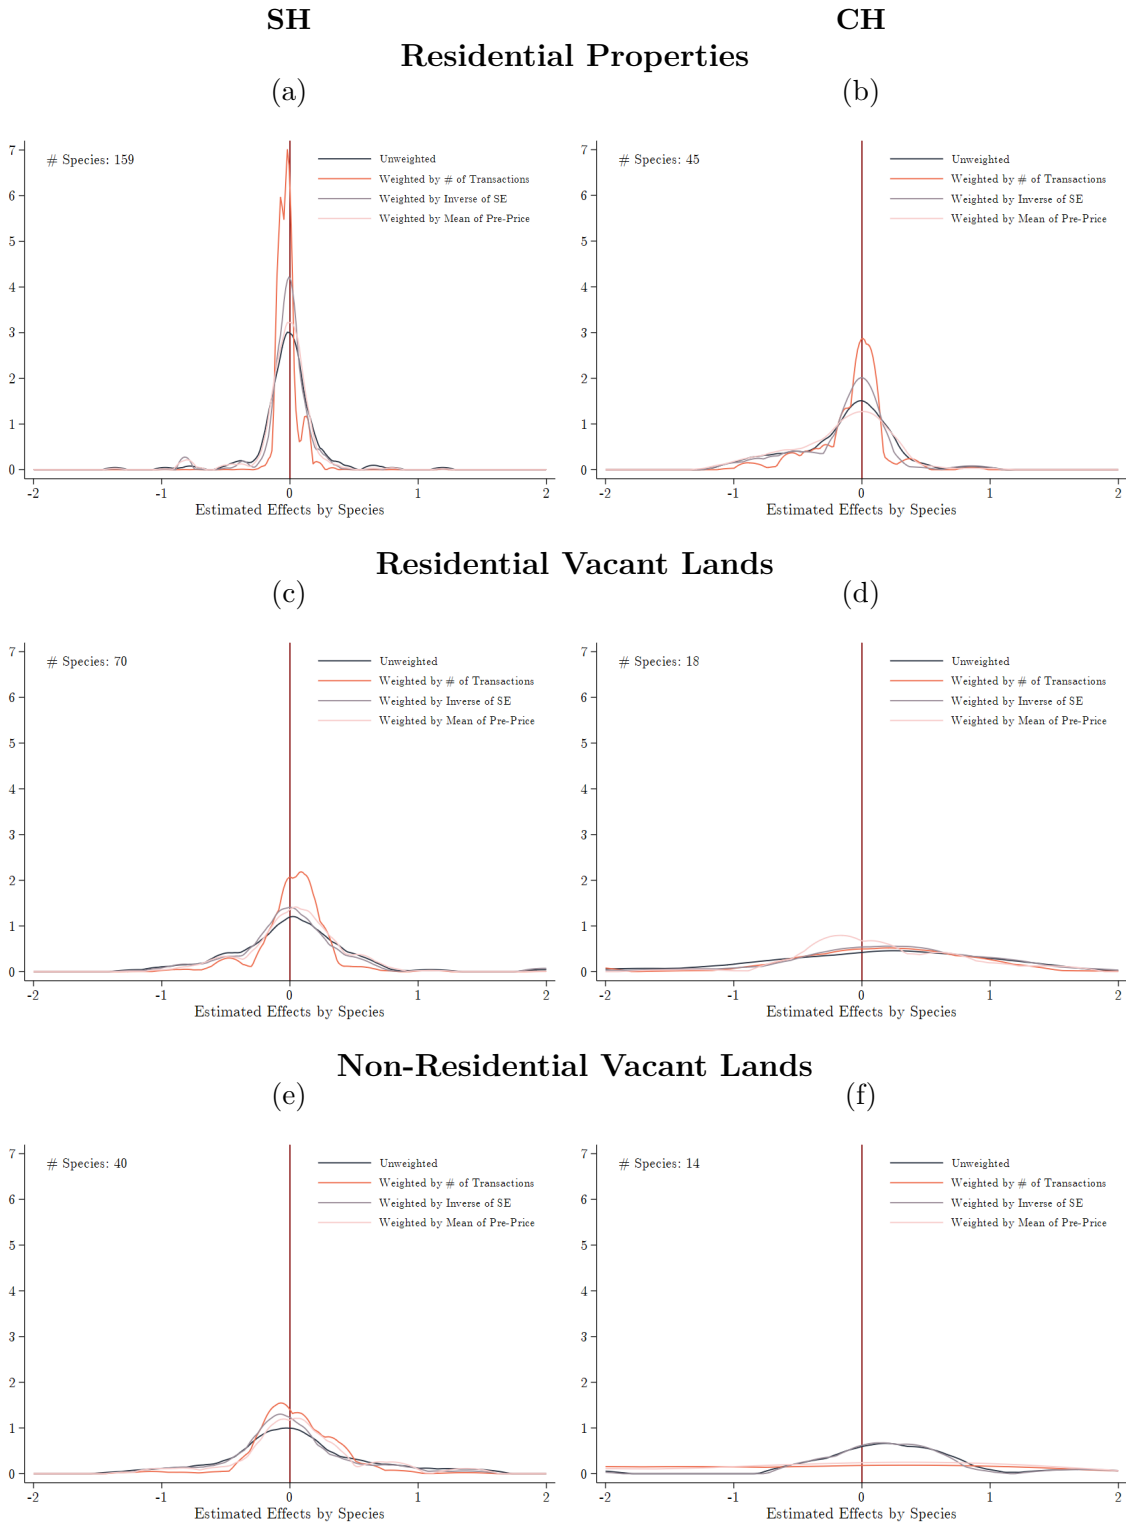 SH
CH
Residential Properties
(a)
(b)
# Species: 159
Unweighted
Weighted by # of Transactions
Weighted by Inverse of SE
Weighted by Mean of Pre-Price
7
6
5
4
3
2
1
0
-2
-1
0
1
2
Estimated Effects by Species
# Species: 45
Unweighted
Weighted by # of Transactions
Weighted by Inverse of SE
Weighted by Mean of Pre-Price
7
6
5
4
3
2
1
0
-2
-1
0
1
2
Estimated Effects by Species
Residential Vacant Lands
(c)
(d)
# Species: 70
Unweighted
Weighted by # of Transactions
Weighted by Inverse of SE
Weighted by Mean of Pre-Price
7
6
5
4
3
2
1
0
-2
-1
0
1
2
Estimated Effects by Species
# Species: 18
Unweighted
Weighted by # of Transactions
Weighted by Inverse of SE
Weighted by Mean of Pre-Price
7
6
5
4
3
2
1
0
-2
-1
0
1
2
Estimated Effects by Species
Non-Residential Vacant Lands
(e)
(f)
# Species: 40
Unweighted
Weighted by # of Transactions
Weighted by Inverse of SE
Weighted by Mean of Pre-Price
7
6
5
4
3
2
1
0
-2
-1
0
1
2
Estimated Effects by Species
# Species: 14
Unweighted
Weighted by # of Transactions
Weighted by Inverse of SE
Weighted by Mean of Pre-Price
7
6
5
4
3
2
1
0
-2
-1
0
1
2
Estimated Effects by Species